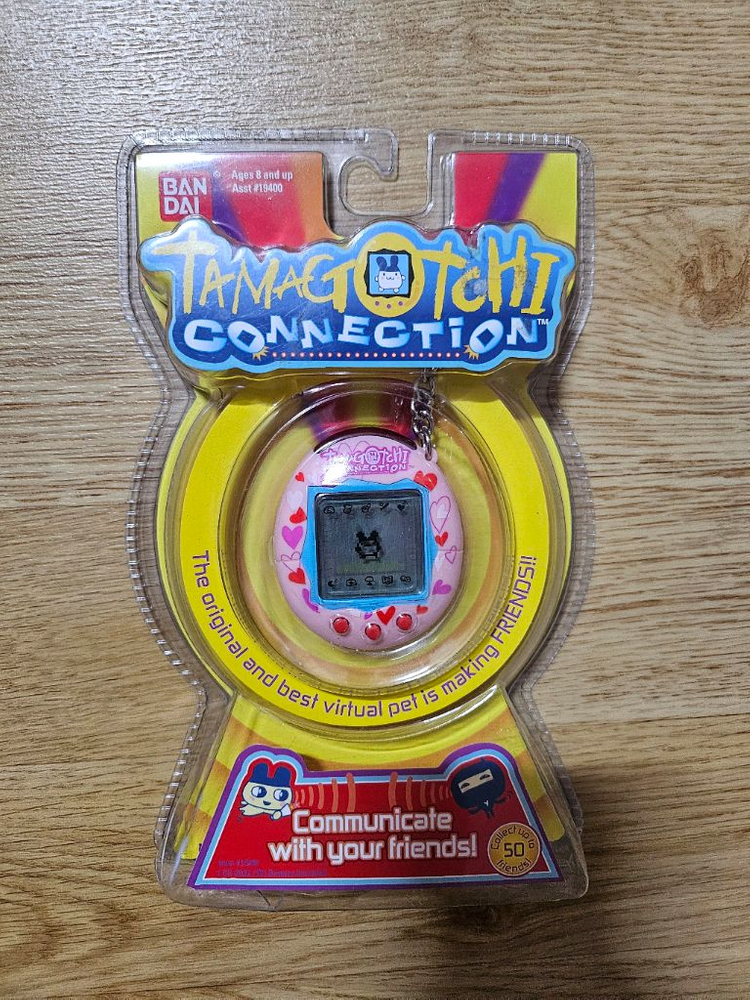 BAN
DAI
Ages 8 and up
Asst #19400
TAMAGOTCHI
CONNECTION™
TAMAGOTCHI
CONNECTION
The original and best virtual pet is making FRIENDS!!
Communicate
with your friends!
Collect up to
50
friends!